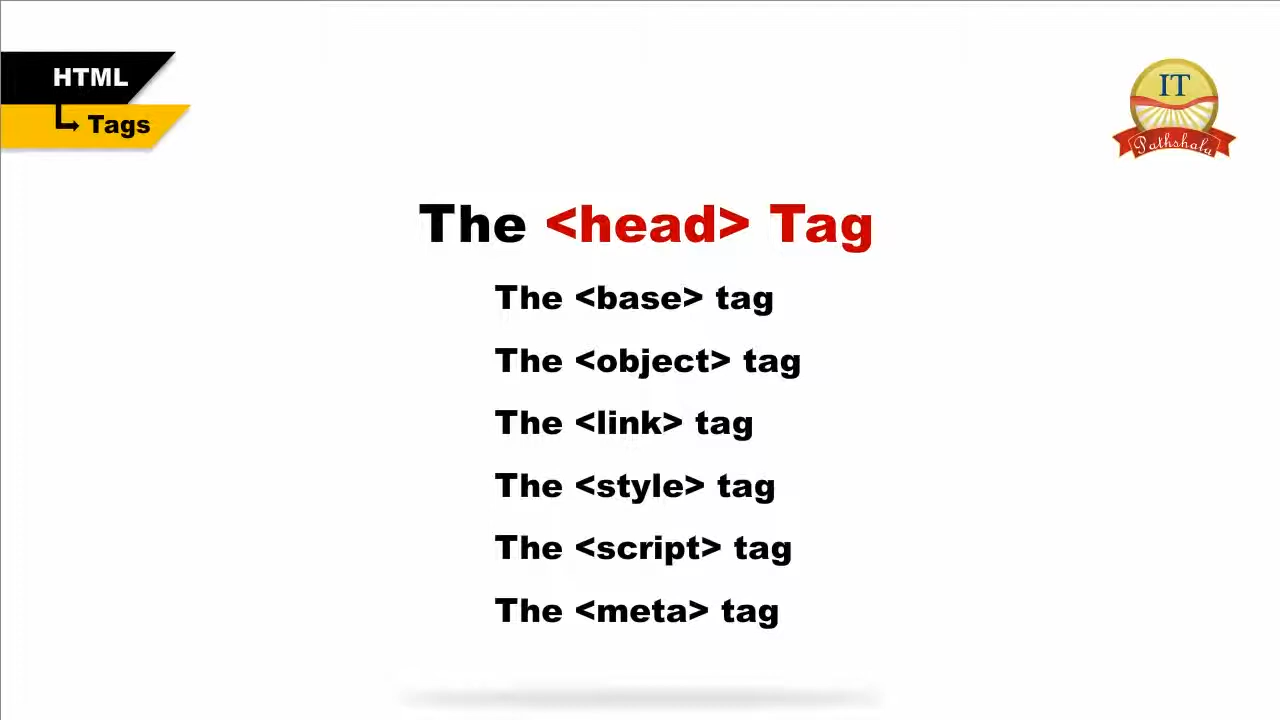 HTML
Tags
IT
Pathshala
The <head> Tag
The <base> tag
The <object> tag
The <link> tag
The <style> tag
The <script> tag
The <meta> tag